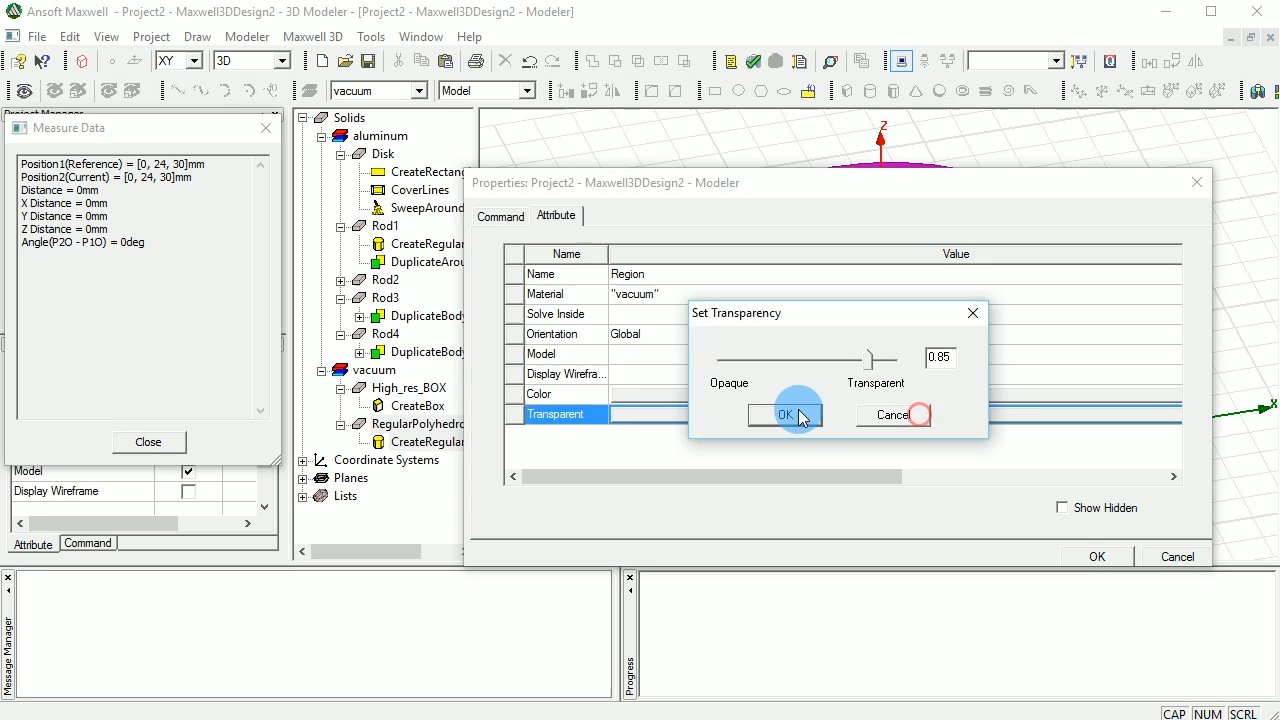 Ansoft Maxwell - Project2 - Maxwell3DDesign2 - 3D Modeler - [Project2 - Maxwell3DDesign2 - Modeler]
File Edit View Project Draw Modeler Maxwell 3D Tools Window Help
XY 3D
vacuum Model
Measure Data
Position1(Reference) = [0, 24, 30]mm
Position2(Current) = [0, 24, 30]mm
Distance = 0mm
X Distance = 0mm
Y Distance = 0mm
Z Distance = 0mm
Angle(P2O - P1O) = 0deg
Close
Model
Display Wireframe
Attribute Command
Solids
aluminum
Disk
CreateRectang
CoverLines
SweepAround
Rod1
CreateRegular
DuplicateArou
Rod2
Rod3
DuplicateBody
Rod4
DuplicateBody
vacuum
High_res_BOX
CreateBox
RegularPolyhedro
CreateRegular
Coordinate Systems
Planes
Lists
Z
Properties: Project2 - Maxwell3DDesign2 - Modeler
Command Attribute
Name Value
Name Region
Material "vacuum"
Solve Inside
Orientation Global
Model
Display Wirefra...
Color
Transparent
Set Transparency
0.85
Opaque Transparent
OK Cancel
Show Hidden
OK Cancel
Message Manager
Progress
CAP NUM SCRL